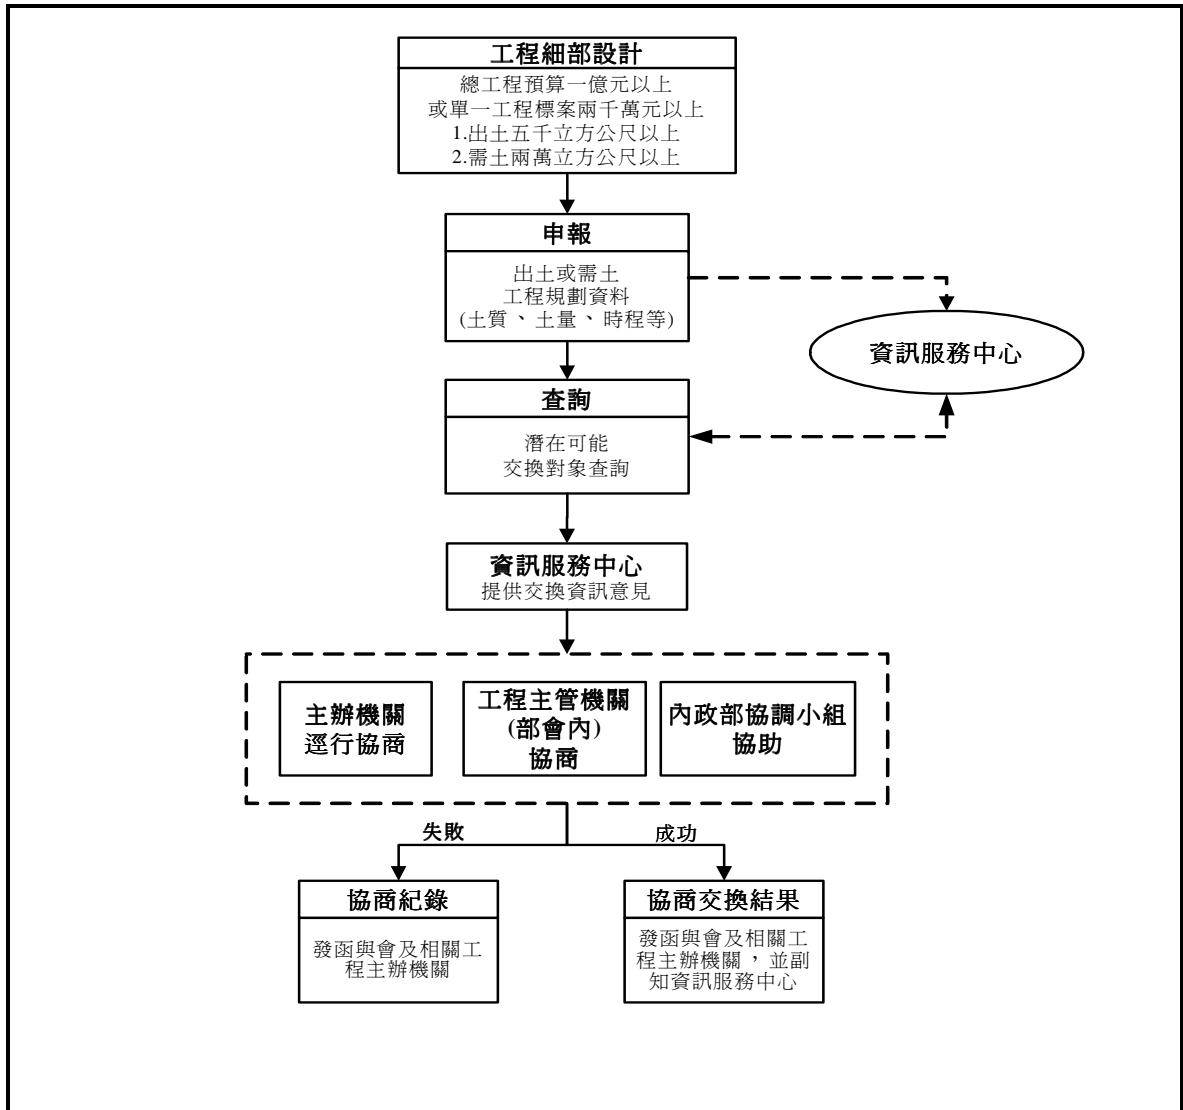 工程細部設計
總工程預算一億元以上
或單一工程標案兩千萬元以上
1.出土五千立方公尺以上
2.需土兩萬立方公尺以上
申報
出土或需土
工程規劃資料
(土質、土量、時程等)
資訊服務中心
查詢
潛在可能
交換對象查詢
資訊服務中心
提供交換資訊意見
主辦機關
逕行協商
工程主管機關
(部會內)
協商
內政部協調小組
協助
失敗
成功
協商紀錄
發函與會及相關工
程主辦機關
協商交換結果
發函與會及相關工
程主辦機關，並副
知資訊服務中心